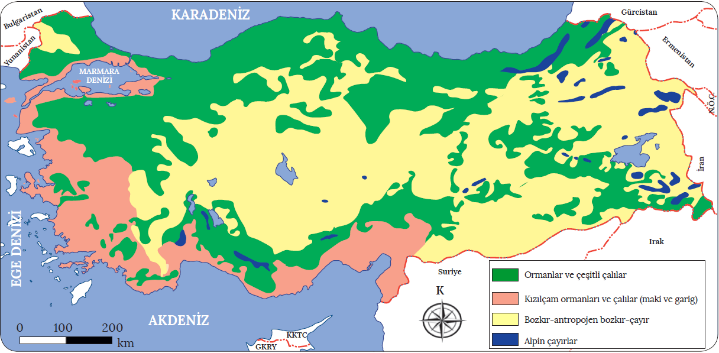 KARADENİZ
Bulgaristan
Yunanistan
Gürcistan
Ermenistan
MARMARA
DENİZİ
N.Ö.C
İran
EGE DENİZİ
Irak
Suriye
K
AKDENİZ
KKTC
GKRY
0 100 200
km
Ormanlar ve çeşitli çalılar
Kızılçam ormanları ve çalılar (maki ve garig)
Bozkır-antropojen bozkır-çayır
Alpin çayırlar